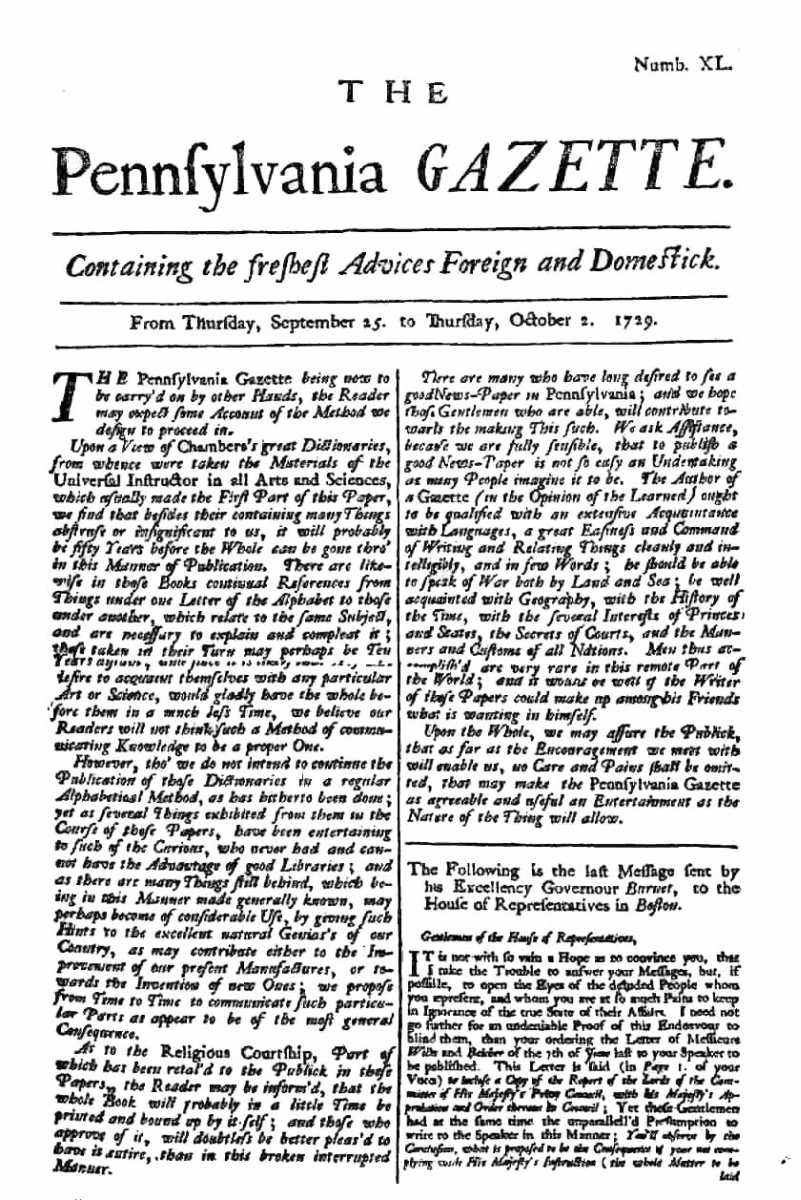 Numb. XL.
THE
Pennſylvania GAZETTE.
Containing the freſheſt Advices Foreign and Domeſtick.
From Thurſday, September 25. to Thurſday, October 2. 1729.
THE Pennſylvania Gazette being now to
be carry'd on by other Hands, the Reader
may expect ſome Account of the Method we
deſign to proceed in.
Upon a View of Chambers's great Dictionaries,
from whence were taken the Materials of the
Univerſal Inſtructor in all Arts and Sciences,
which uſually made the Firſt Part of this Paper,
we find that beſides their containing many Things
abſtruſe or inſignificant to us, it will probably
be fifty Years before the Whole can be gone thro'
in this Manner of Publication. There are like-
wiſe in thoſe Books continual References from
Things under one Letter of the Alphabet to thoſe
under another, which relate to the ſame Subject,
and are neceſſary to explain and compleat it;
theſe taken in their Turn may perhaps be Ten
Years
deſire to acquaint themſelves with any particular
Art or Science, would gladly have the whole be-
fore them in a much leſs Time, we believe our
Readers will not think ſuch a Method of commu-
nicating Knowledge to be a proper One.
However, tho' we do not intend to continue the
Publication of thoſe Dictionaries in a regular
Alphabetical Method, as has hitherto been done;
yet as ſeveral Things exhibited from them in the
Courſe of theſe Papers, have been entertaining
to ſuch of the Curious, who never had and can-
not have the Advantage of good Libraries; and
as there are many Things ſtill behind, which be-
ing in this Manner made generally known, may
perhaps become of conſiderable Uſe, by giving ſuch
Hints to the excellent natural Genius's of our
Country, as may contribute either to the Im-
provement of our preſent Manufactures, or to-
wards the Invention of new Ones; we propoſe
from Time to Time to communicate ſuch particu-
lar Parts as appear to be of the moſt general
Conſequence.
As to the Religious Courtſhip, Part of
which has been retal'd to the Publick in theſe
Papers, the Reader may be inform'd, that the
whole Book will probably in a little Time be
printed and bound up by it-ſelf; and thoſe who
approve of it, will doubtleſs be better pleas'd to
have it entire, than in this broken interrupted
Manner.
There are many who have long deſired to ſee a
good News-Paper in Pennſylvania; and we hope
thoſe Gentlemen who are able, will contribute to-
wards the making This ſuch. We ask Aſſiſtance,
becauſe we are fully ſenſible, that to publiſh a
good News-Paper is not ſo eaſy an Undertaking
as many People imagine it to be. The Author of
a Gazette (in the Opinion of the Learned) ought
to be qualified with an extenſive Acquaintance
with Languages, a great Eaſineſs and Command
of Writing and Relating Things cleanly and in-
telligibly, and in few Words; he ſhould be able
to ſpeak of War both by Land and Sea; be well
acquainted with Geography, with the Hiſtory of
the Time, with the ſeveral Intereſts of Princes
and States, the Secrets of Courts, and the Man-
ners and Cuſtoms of all Nations. Men thus ac-
compliſh'd are very rare in this remote Part of
the World; and it would be well if the Writer
of theſe Papers could make up among his Friends
what is wanting in himſelf.
Upon the Whole, we may aſſure the Publick,
that as far as the Encouragement we meet with
will enable us, no Care and Pains ſhall be omit-
ted, that may make the Pennſylvania Gazette
as agreeable and uſeful an Entertainment as the
Nature of the Thing will allow.
The Following is the laſt Meſſage ſent by
his Excellency Governour Burnet, to the
Houſe of Repreſentatives in Boſton.
Gentlemen of the Houſe of Repreſentatives,
IT is not with ſo vain a Hope as to convince you, that
I take the Trouble to anſwer your Meſſages, but, if
poſſible, to open the Eyes of the deluded People whom
you repreſent, and whom you are at ſo much Pains to keep
in Ignorance of the true State of their Affairs. I need not
go further for an undeniable Proof of this Endeavour to
blind them, than your ordering the Letter of Meſſieurs
Wilks and Belcher of the 7th of June laſt to your Speaker to
be publiſhed. This Letter is ſaid (in Page 1. of your
Votes) to incloſe a Copy of the Report of the Lords of the Com-
mittee of His Majeſty's Privy Council, with his Majeſty's Ap-
probation and Order thereon in Council; Yet theſe Gentlemen
had at the ſame time the unparallell'd Preſumption to
write to the Speaker in this Manner; You'll obſerve by the
Concluſion, what is propoſed to be the Conſequence of your not com-
plying with His Majeſty's Inſtruction (the whole Matter to be
laid